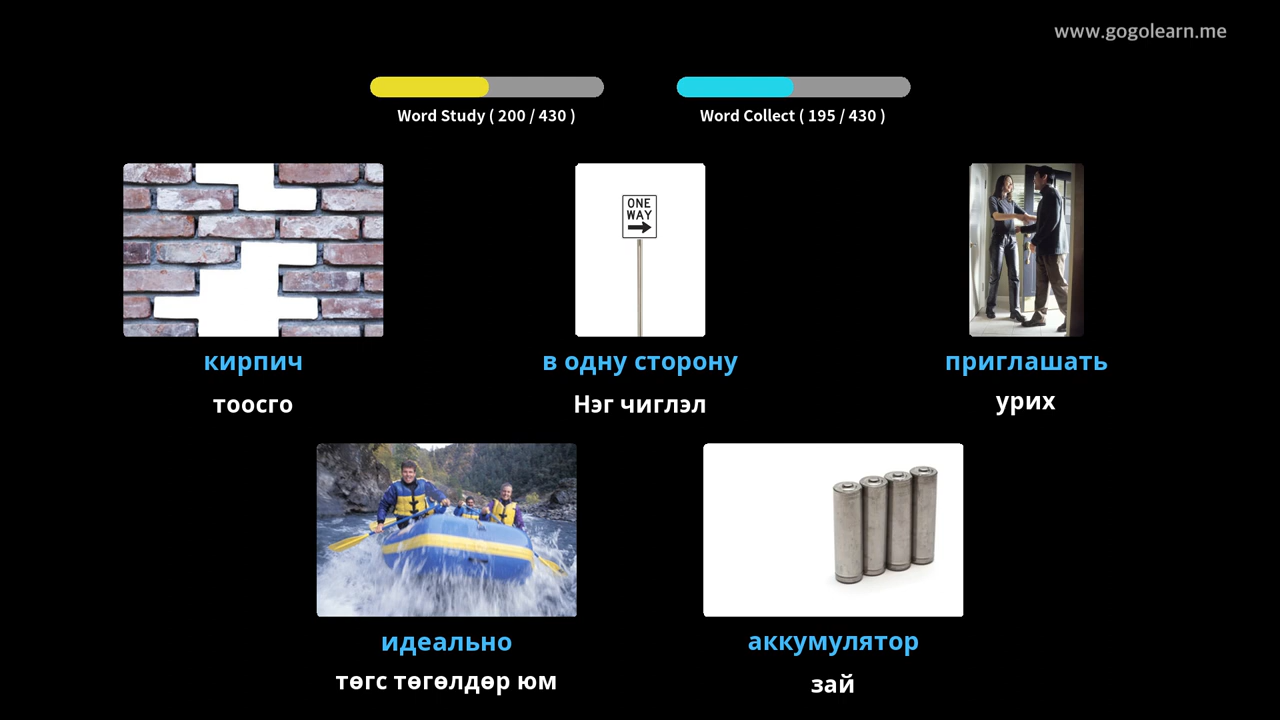 www.gogolearn.me
Word Study ( 200 / 430 )
Word Collect ( 195 / 430 )
ONE
WAY
кирпич
в одну сторону
приглашать
тоосго
Нэг чиглэл
урих
идеально
аккумулятор
төгс төгөлдөр юм
зай